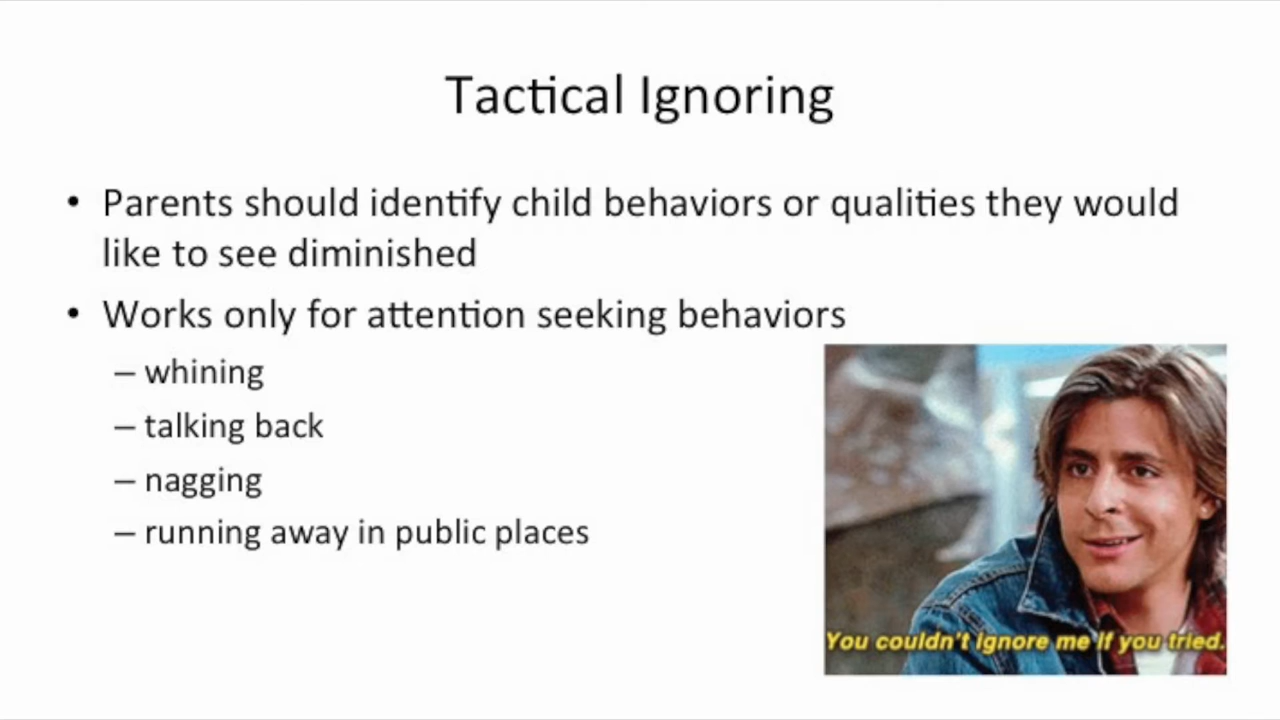 Tactical Ignoring
• Parents should identify child behaviors or qualities they would
like to see diminished
• Works only for attention seeking behaviors
– whining
– talking back
– nagging
– running away in public places
You couldn't ignore me if you tried.